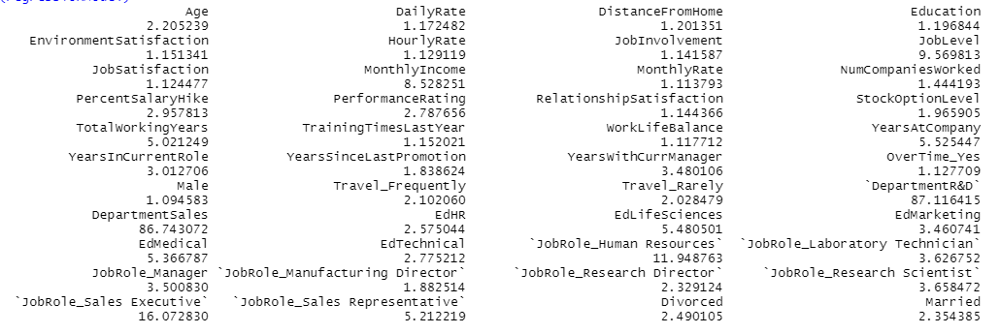 Age DailyRate DistanceFromHome Education
2.205239 1.172482 1.201351 1.196844
EnvironmentSatisfaction HourlyRate JobInvolvement JobLevel
1.151341 1.129119 1.141587 9.569813
JobSatisfaction MonthlyIncome MonthlyRate NumCompaniesWorked
1.124477 8.528251 1.113793 1.444193
PercentSalaryHike PerformanceRating RelationshipSatisfaction StockOptionLevel
2.957813 2.787656 1.144366 1.965905
TotalWorkingYears TrainingTimesLastYear WorkLifeBalance YearsAtCompany
5.021249 1.152021 1.117712 5.525447
YearsInCurrentRole YearsSinceLastPromotion YearsWithCurrManager OverTime_Yes
3.012706 1.838624 3.480106 1.127709
Male Travel_Frequently Travel_Rarely `DepartmentR&D`
1.094583 2.102060 2.028479 87.116415
DepartmentSales EdHR EdLifeSciences EdMarketing
86.743072 2.575044 5.480501 3.460741
EdMedical EdTechnical `JobRole_Human Resources` `JobRole_Laboratory Technician`
5.366787 2.775212 11.948763 3.626752
JobRole_Manager `JobRole_Manufacturing Director` `JobRole_Research Director` `JobRole_Research Scientist`
3.500830 1.882514 2.329124 3.658472
`JobRole_Sales Executive` `JobRole_Sales Representative` Divorced Married
16.072830 5.212219 2.490105 2.354385